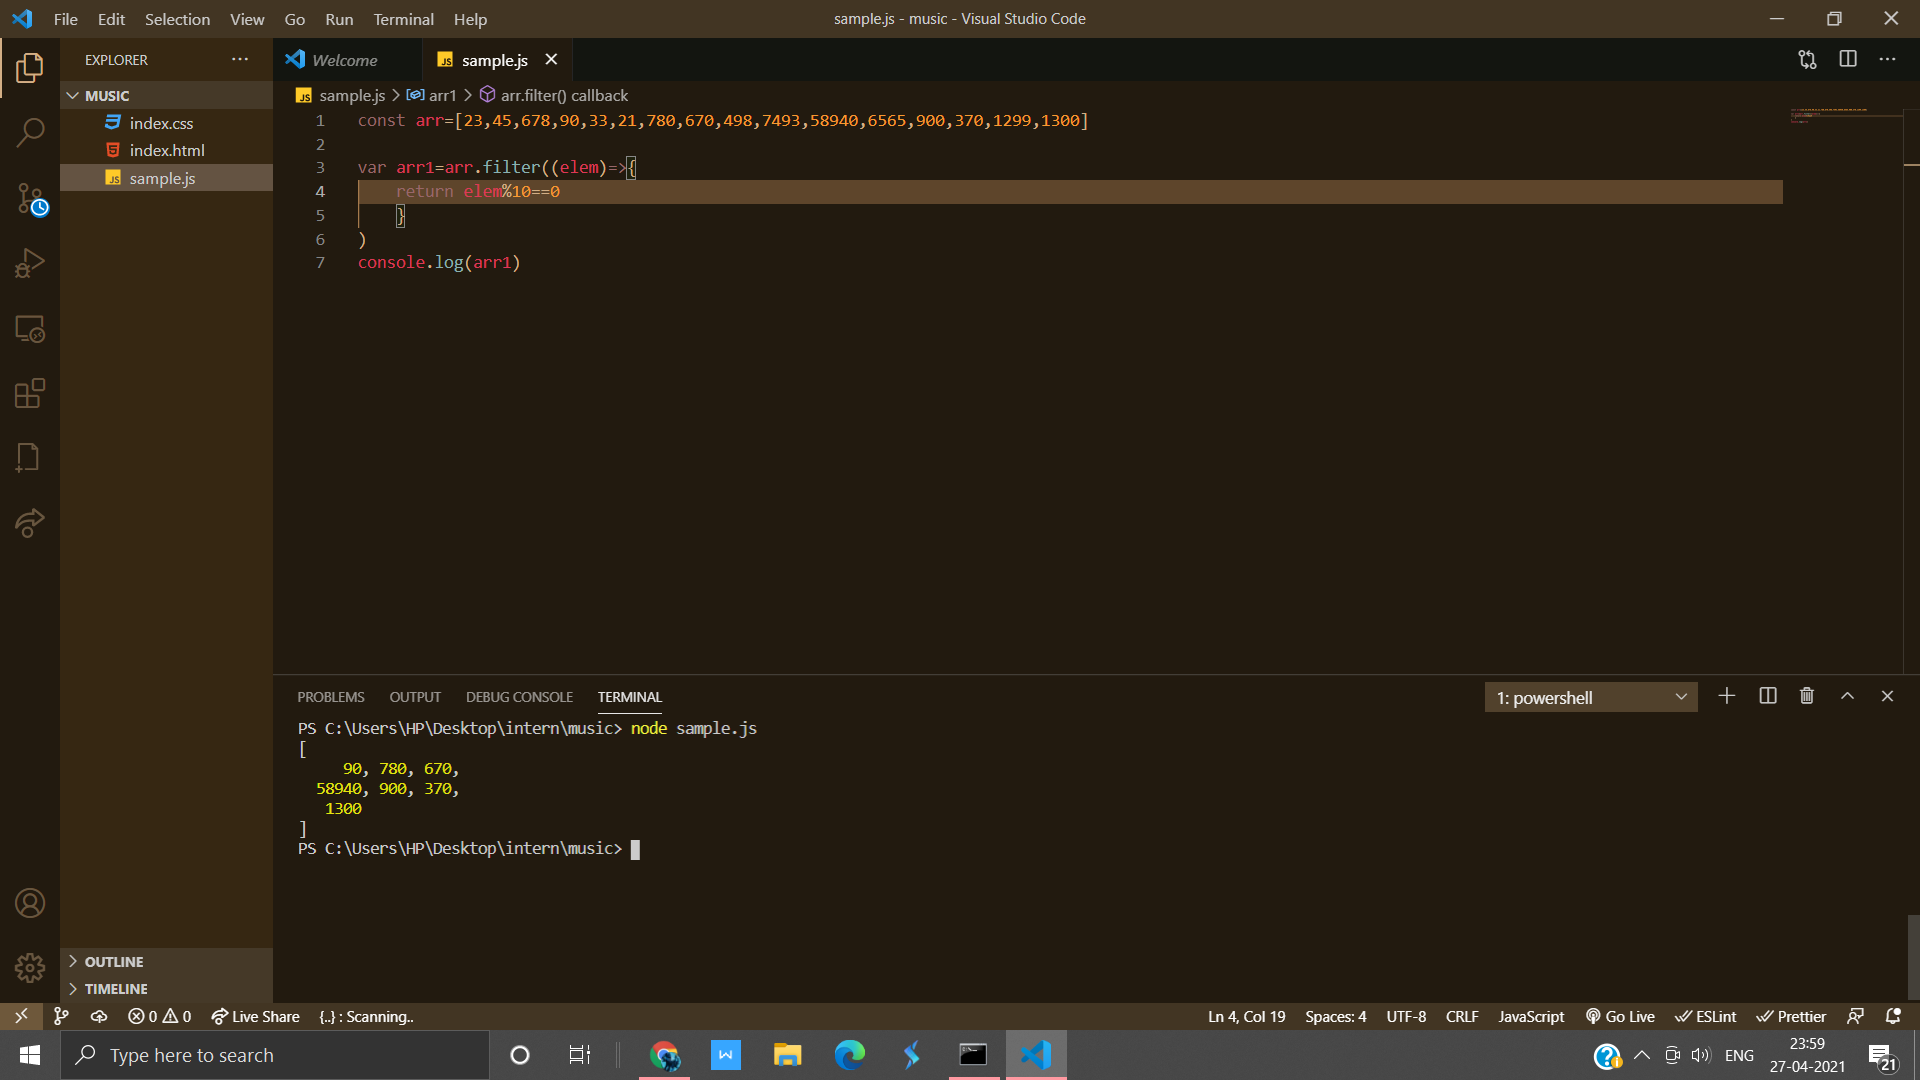 File Edit Selection View Go Run Terminal Help
sample.js - music - Visual Studio Code
EXPLORER
Welcome
JS sample.js
MUSIC
index.css
index.html
JS sample.js
JS sample.js > arr1 > arr.filter() callback
1 const arr=[23,45,678,90,33,21,780,670,498,7493,58940,6565,900,370,1299,1300]
2
3 var arr1=arr.filter((elem)=>{
4 return elem%10==0
5 }
6 )
7 console.log(arr1)
PROBLEMS OUTPUT DEBUG CONSOLE TERMINAL
1: powershell
PS C:\Users\HP\Desktop\intern\music> node sample.js
[
90, 780, 670,
58940, 900, 370,
1300
]
PS C:\Users\HP\Desktop\intern\music>
OUTLINE
TIMELINE
0 0 Live Share {..} : Scanning..
Ln 4, Col 19 Spaces: 4 UTF-8 CRLF JavaScript Go Live ESLint Prettier
Type here to search
W
ENG
23:59
27-04-2021
21